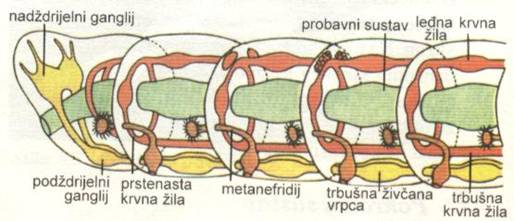 nadždrijelni ganglij
probavni sustav
leđna krvna
žila
podždrijelni
ganglij
prstenasta
krvna žila
metanefridij
trbušna živčana
vrpca
trbušna
krvna žila